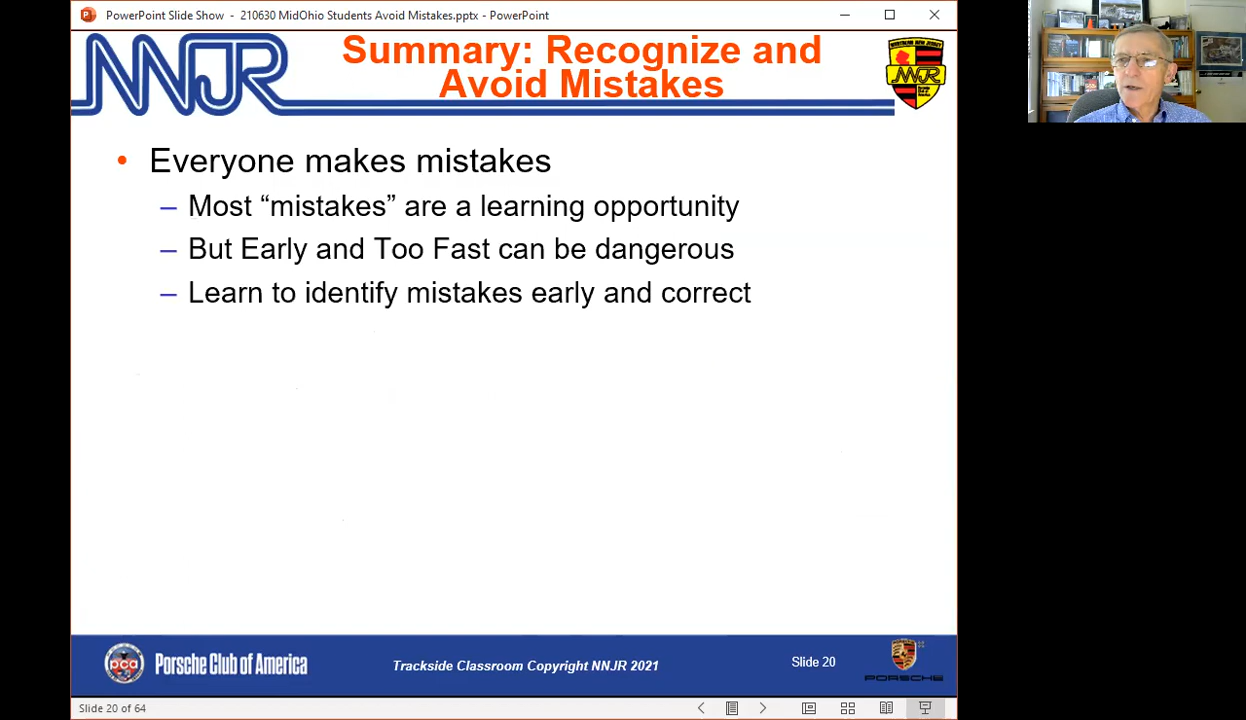 PowerPoint Slide Show - 210630 MidOhio Students Avoid Mistakes.pptx - PowerPoint
NNJR
Summary: Recognize and
Avoid Mistakes
NNJR
• Everyone makes mistakes
– Most “mistakes” are a learning opportunity
– But Early and Too Fast can be dangerous
– Learn to identify mistakes early and correct
pca
Porsche Club of America
Trackside Classroom Copyright NNJR 2021
Slide 20
PORSCHE
Slide 20 of 64